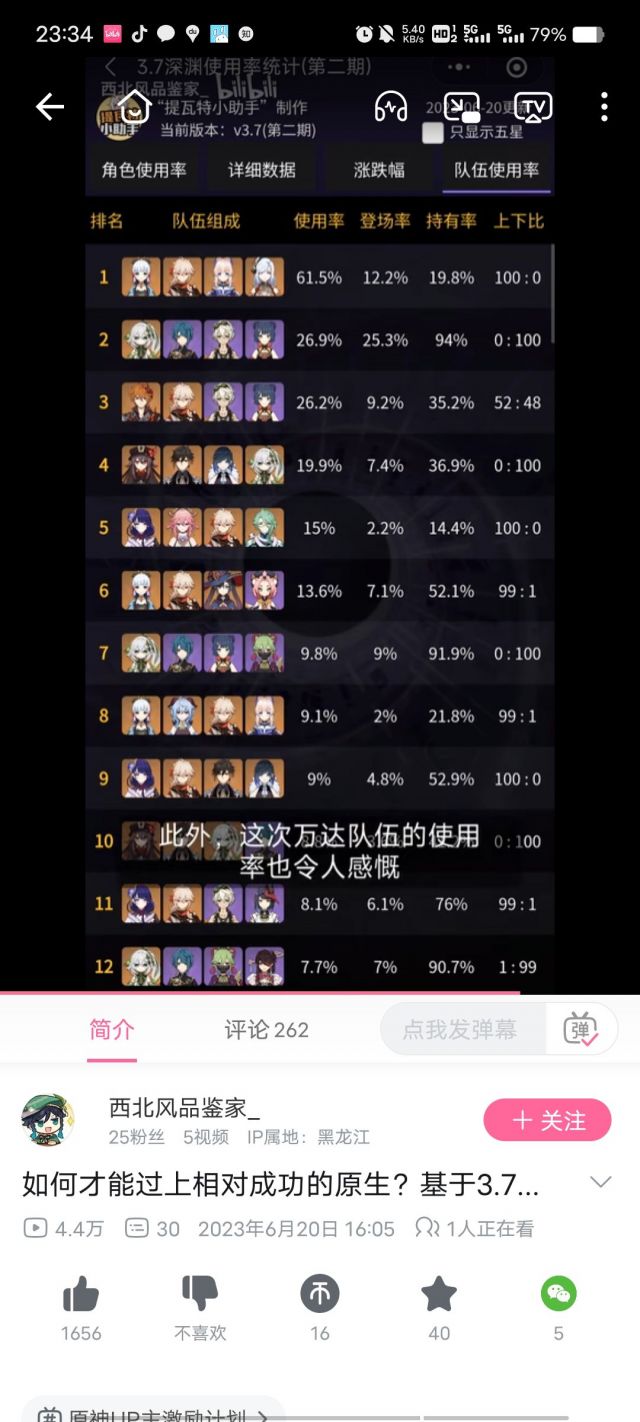 23:34
5.40 KB/s HD 5G 5G 79%
3.7深渊使用率统计(第二期)
西北风品鉴家_ bilibili
“提瓦特小助手”制作
当前版本：v3.7(第二期)
只显示五星
角色使用率 详细数据 涨跌幅 队伍使用率
排名 队伍组成 使用率 登场率 持有率 上下比
1 61.5% 12.2% 19.8% 100:0
2 26.9% 25.3% 94% 0:100
3 26.2% 9.2% 35.2% 52:48
4 19.9% 7.4% 36.9% 0:100
5 15% 2.2% 14.4% 100:0
6 13.6% 7.1% 52.1% 99:1
7 9.8% 9% 91.9% 0:100
8 9.1% 2% 21.8% 99:1
9 9% 4.8% 52.9% 100:0
10 0:100
此外，这次万达队伍的使用
率也令人感慨
11 8.1% 6.1% 76% 99:1
12 7.7% 7% 90.7% 1:99
简介 评论 262 点我发弹幕 弹
西北风品鉴家_
25粉丝 5视频 IP属地：黑龙江
+ 关注
如何才能过上相对成功的原生？基于3.7...
4.4万 30 2023年6月20日 16:05 1人正在看
1656 不喜欢 16 40 5
原神UP主激励计划